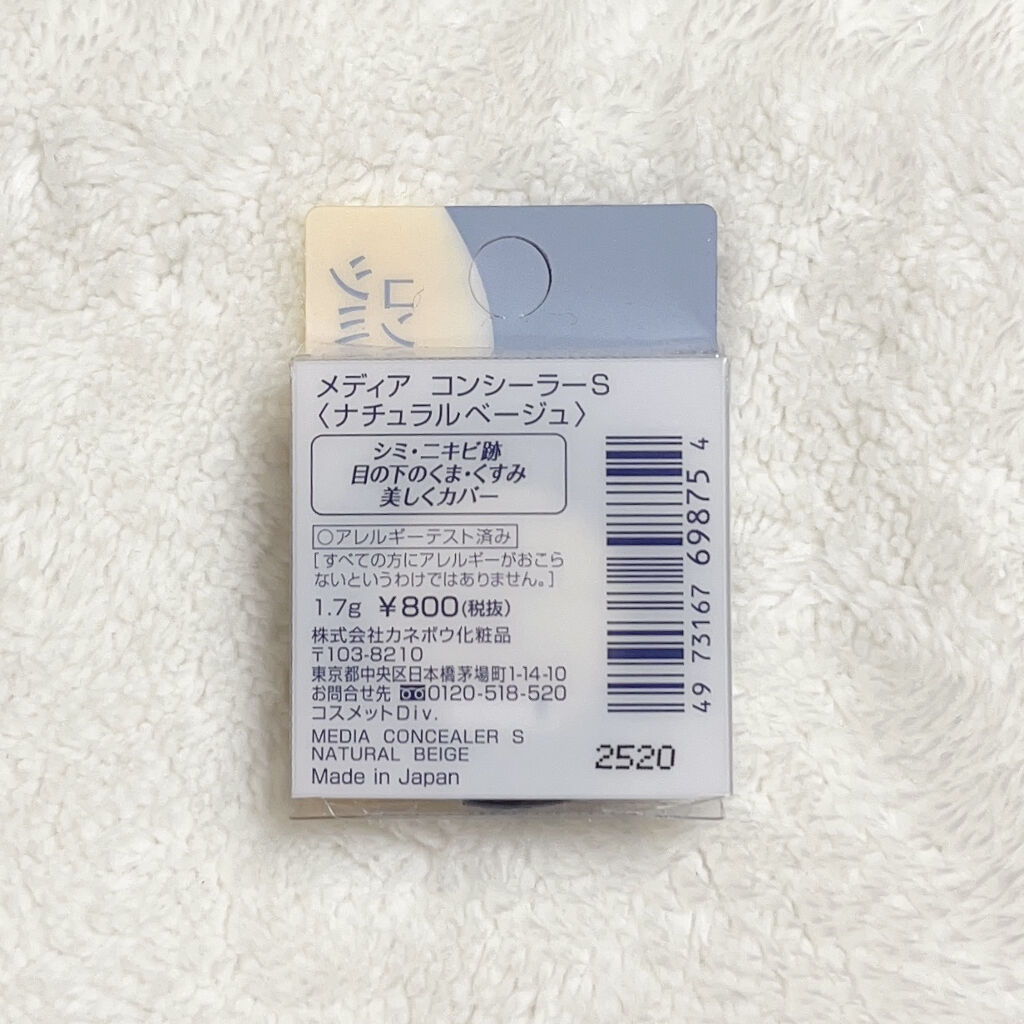 シミ
コン
メディア コンシーラーS
〈ナチュラルベージュ〉
シミ・ニキビ跡
目の下のくま・くすみ
美しくカバー
○アレルギーテスト済み
[すべての方にアレルギーがおこら
ないというわけではありません。]
1.7g ¥800(税抜)
株式会社カネボウ化粧品
〒103-8210
東京都中央区日本橋茅場町1-14-10
お問合せ先 0120-518-520
コスメットDiv.
MEDIA CONCEALER S
NATURAL BEIGE
Made in Japan
4973167698754
2520